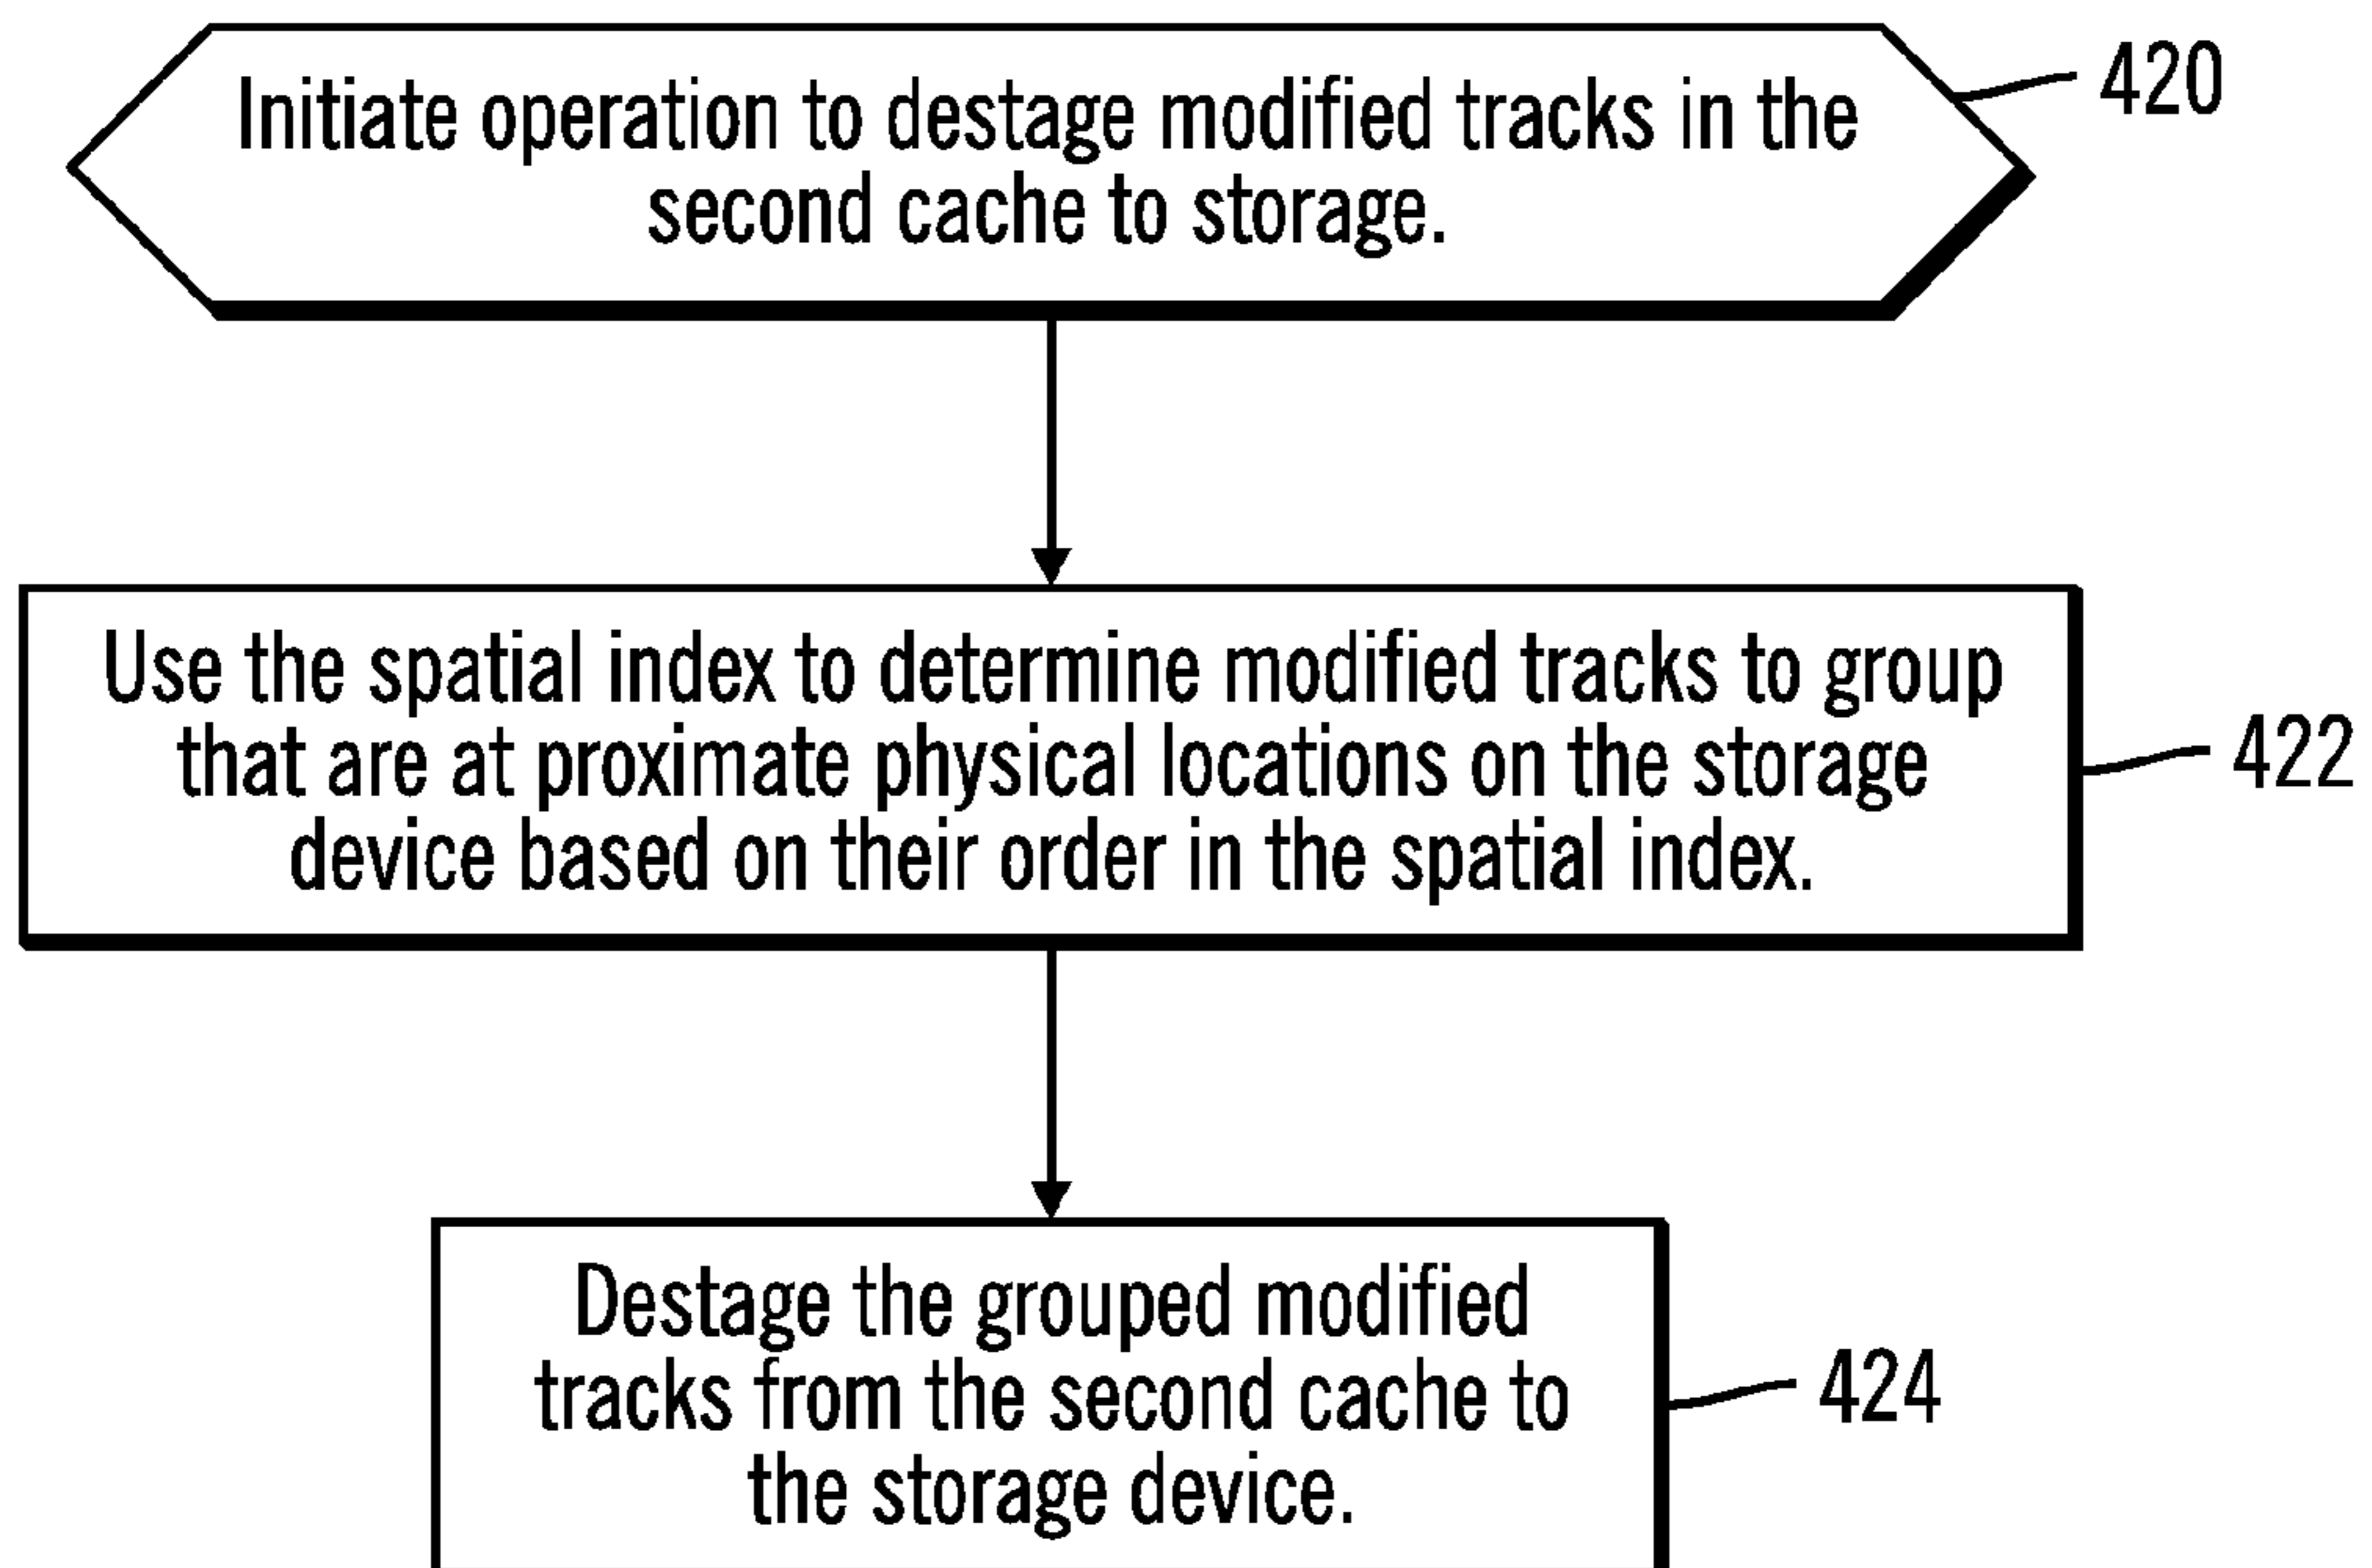 Initiate operation to destage modified tracks in the
second cache to storage.
420
Use the spatial index to determine modified tracks to group
that are at proximate physical locations on the storage
device based on their order in the spatial index.
422
Destage the grouped modified
tracks from the second cache to
the storage device.
424